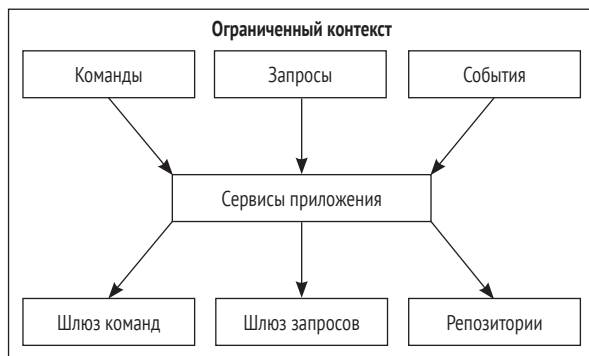 Ограниченный контекст
Команды
Запросы
События
Сервисы приложения
Шлюз команд
Шлюз запросов
Репозитории